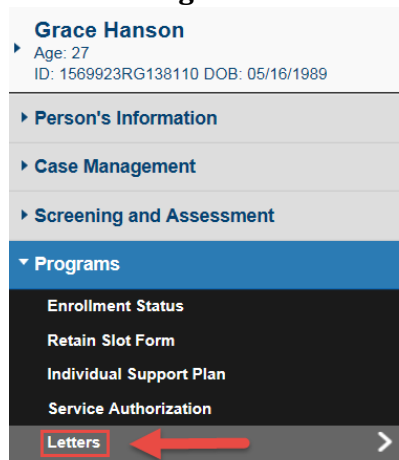 Grace Hanson
Age: 27
ID: 1569923RG138110 DOB: 05/16/1989
Person's Information
Case Management
Screening and Assessment
Programs
Enrollment Status
Retain Slot Form
Individual Support Plan
Service Authorization
Letters